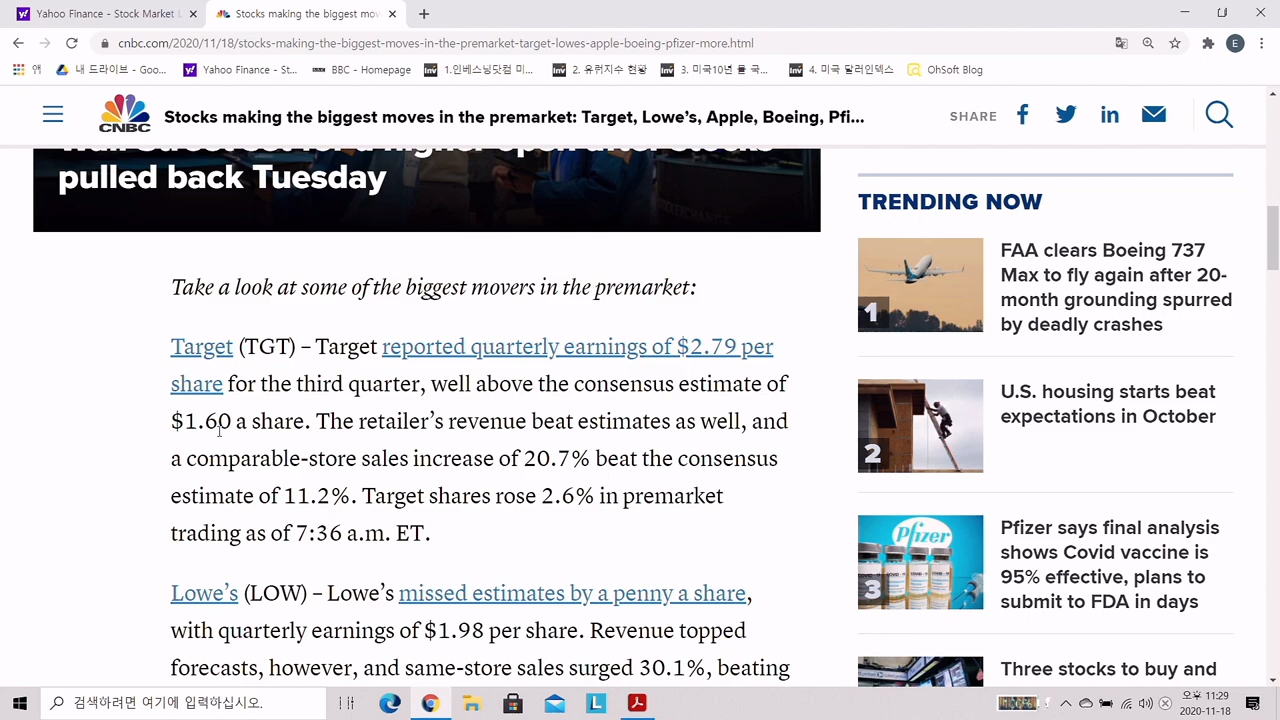 Yahoo Finance - Stock Market L
Stocks making the biggest mov
cnbc.com/2020/11/18/stocks-making-the-biggest-moves-in-the-premarket-target-lowes-apple-boeing-pfizer-more.html
E
앱
내 드라이브 - Goo...
Yahoo Finance - St...
BBC - Homepage
1.인베스팅닷컴 미...
2. 유럽지수 현황
3. 미국10년 물 국...
4. 미국 달러인덱스
OhSoft Blog
CNBC
Stocks making the biggest moves in the premarket: Target, Lowe's, Apple, Boeing, Pfi...
SHARE
pulled back Tuesday
Take a look at some of the biggest movers in the premarket:
Target (TGT) – Target reported quarterly earnings of $2.79 per
share for the third quarter, well above the consensus estimate of
$1.60 a share. The retailer's revenue beat estimates as well, and
a comparable-store sales increase of 20.7% beat the consensus
estimate of 11.2%. Target shares rose 2.6% in premarket
trading as of 7:36 a.m. ET.
Lowe's (LOW) – Lowe's missed estimates by a penny a share,
with quarterly earnings of $1.98 per share. Revenue topped
forecasts, however, and same-store sales surged 30.1%, beating
TRENDING NOW
1
FAA clears Boeing 737
Max to fly again after 20-
month grounding spurred
by deadly crashes
2
U.S. housing starts beat
expectations in October
3
Pfizer
Pfizer says final analysis
shows Covid vaccine is
95% effective, plans to
submit to FDA in days
Three stocks to buy and
검색하려면 여기에 입력하십시오.
오후 11:29
2020-11-18